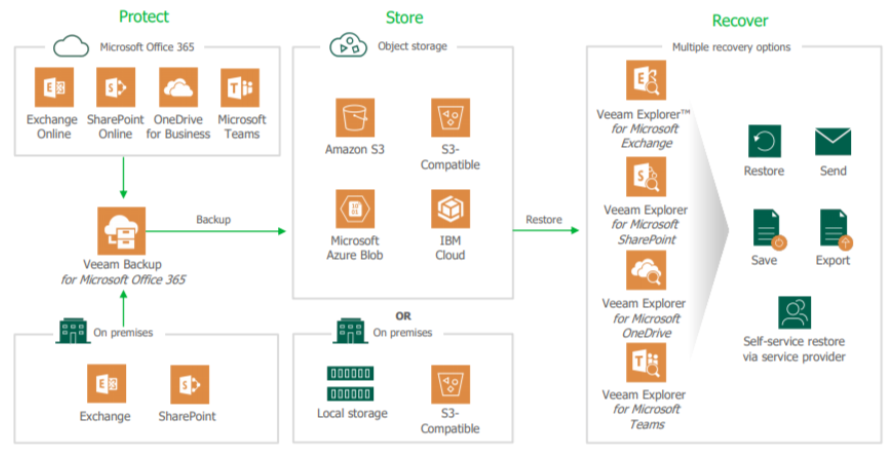 Protect
Store
Recover
Microsoft Office 365
Exchange
Online
SharePoint
Online
OneDrive
for Business
Microsoft
Teams
Veeam Backup
for Microsoft Office 365
Backup
On premises
Exchange
SharePoint
Object storage
Amazon S3
S3-
Compatible
Microsoft
Azure Blob
IBM
Cloud
Restore
OR
On premises
Local storage
S3-
Compatible
Multiple recovery options
Veeam Explorer™
for Microsoft
Exchange
Veeam Explorer
for Microsoft
SharePoint
Veeam Explorer
for Microsoft
OneDrive
Veeam Explorer
for Microsoft
Teams
Restore
Send
Save
Export
Self-service restore
via service provider